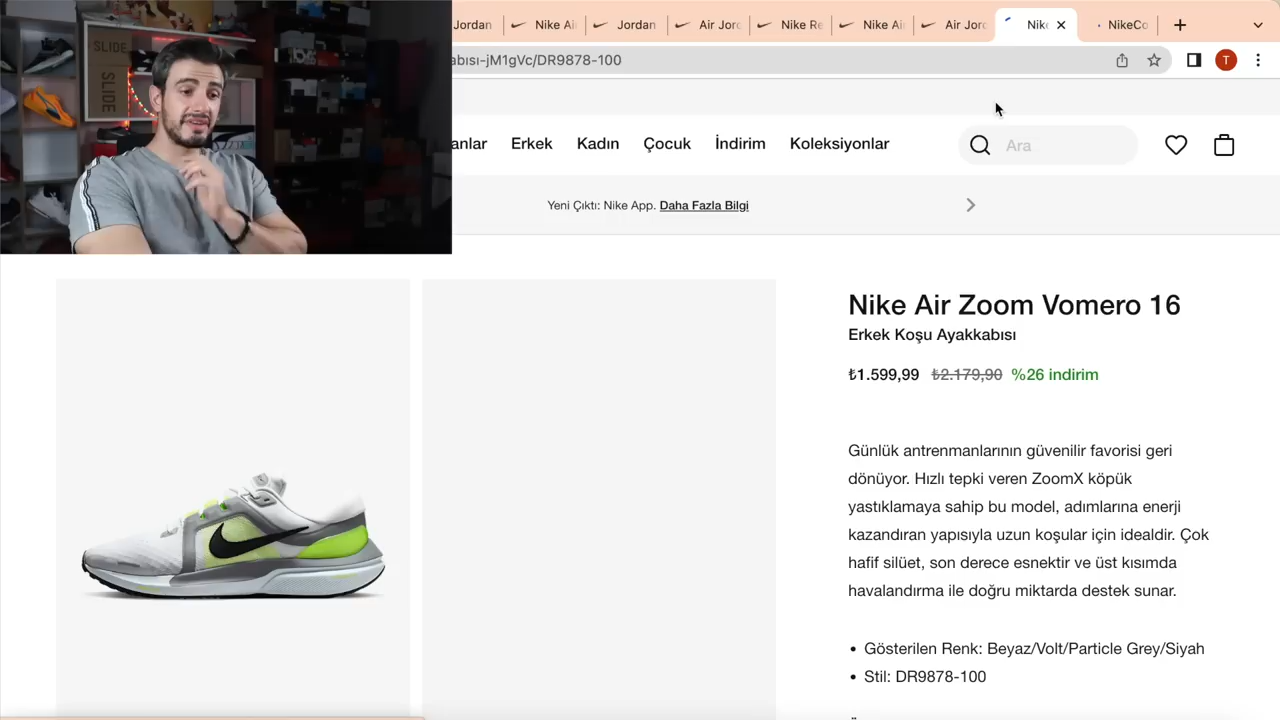 SLIDE
SLIDE
Jordan
Nike Ai
Jordan
Air Jor
Nike Re
Nike Ai
Air Jor
Nike
NikeCo
abısı-jM1gVc/DR9878-100
T
anlar
Erkek
Kadın
Çocuk
İndirim
Koleksiyonlar
Ara
Yeni Çıktı: Nike App. Daha Fazla Bilgi
Nike Air Zoom Vomero 16
Erkek Koşu Ayakkabısı
₺1.599,99 ₺2.179,90 %26 indirim
Günlük antrenmanlarının güvenilir favorisi geri
dönüyor. Hızlı tepki veren ZoomX köpük
yastıklamaya sahip bu model, adımlarına enerji
kazandıran yapısıyla uzun koşular için idealdir. Çok
hafif silüet, son derece esnektir ve üst kısımda
havalandırma ile doğru miktarda destek sunar.
• Gösterilen Renk: Beyaz/Volt/Particle Grey/Siyah
• Stil: DR9878-100